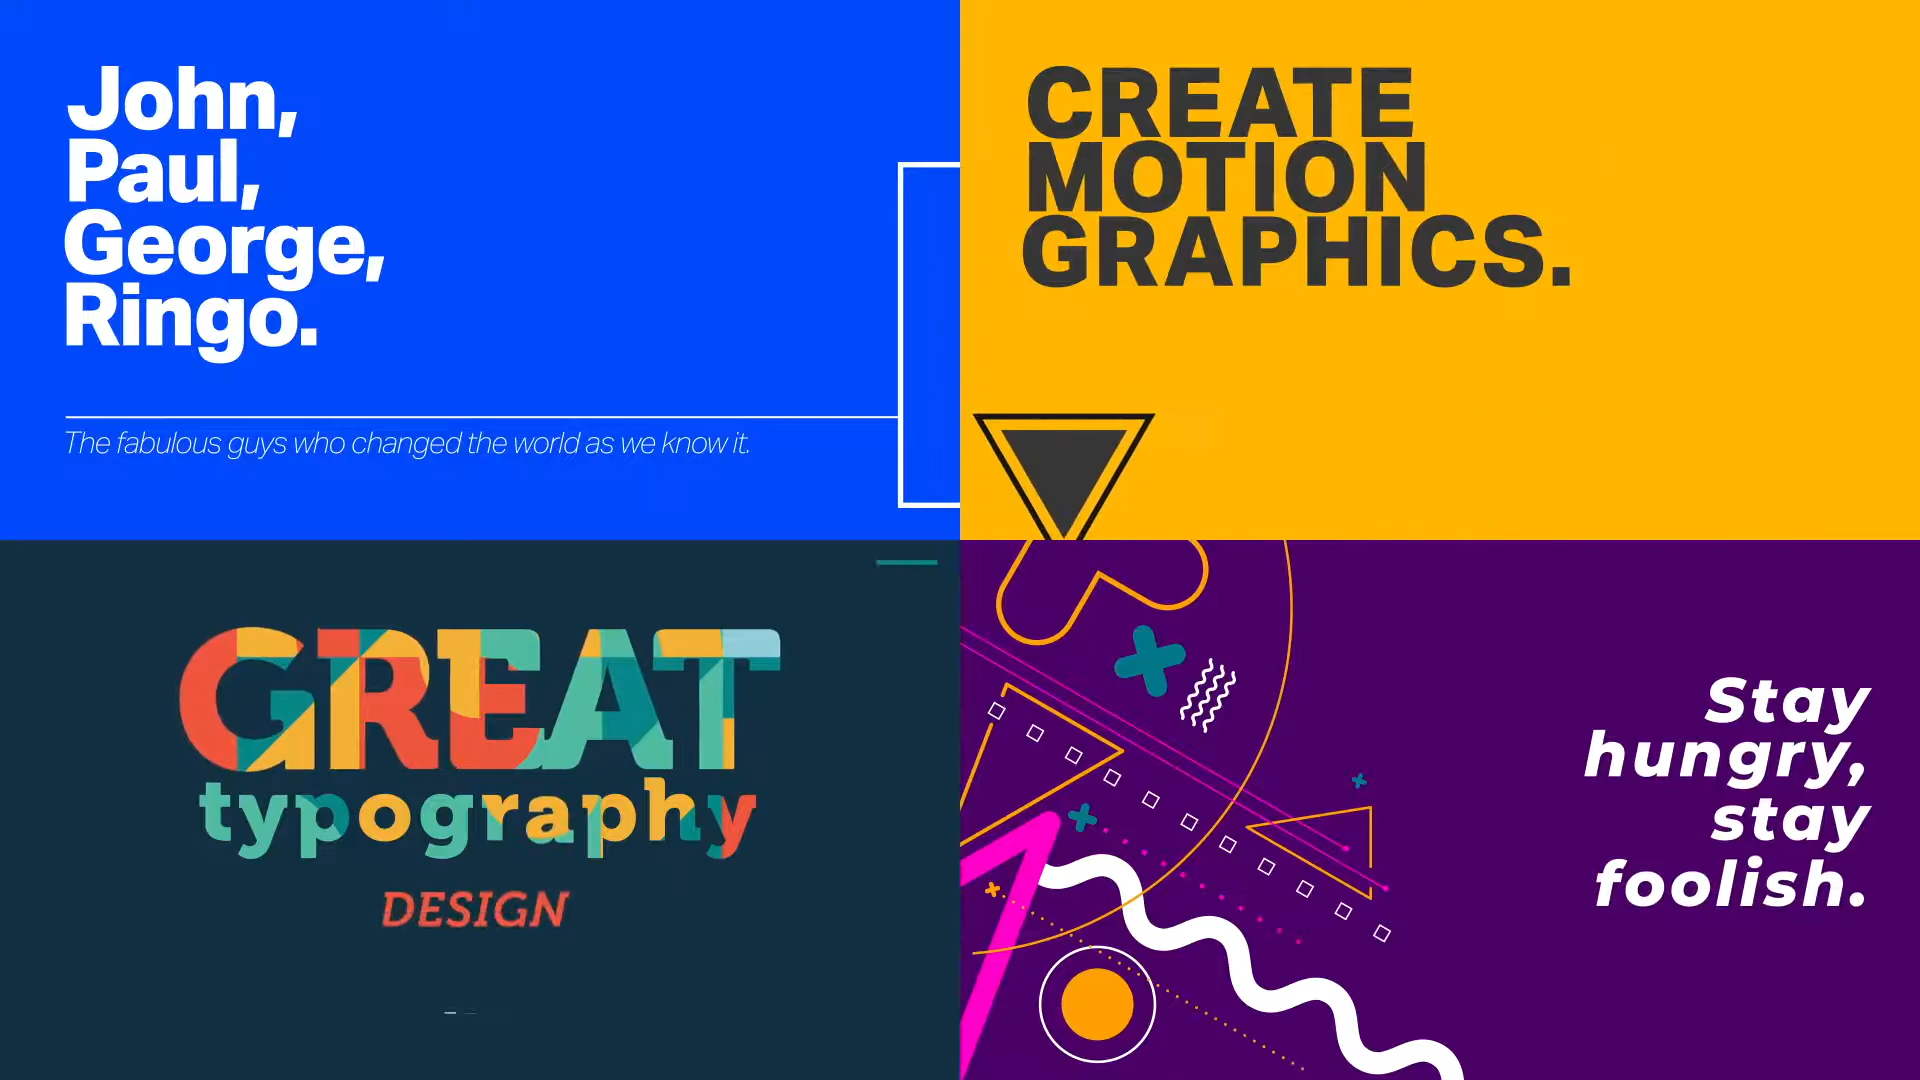 John,
Paul,
George,
Ringo.
The fabulous guys who changed the world as we know it.
CREATE
MOTION
GRAPHICS.
GREAT
typography
DESIGN
Stay
hungry,
stay
foolish.